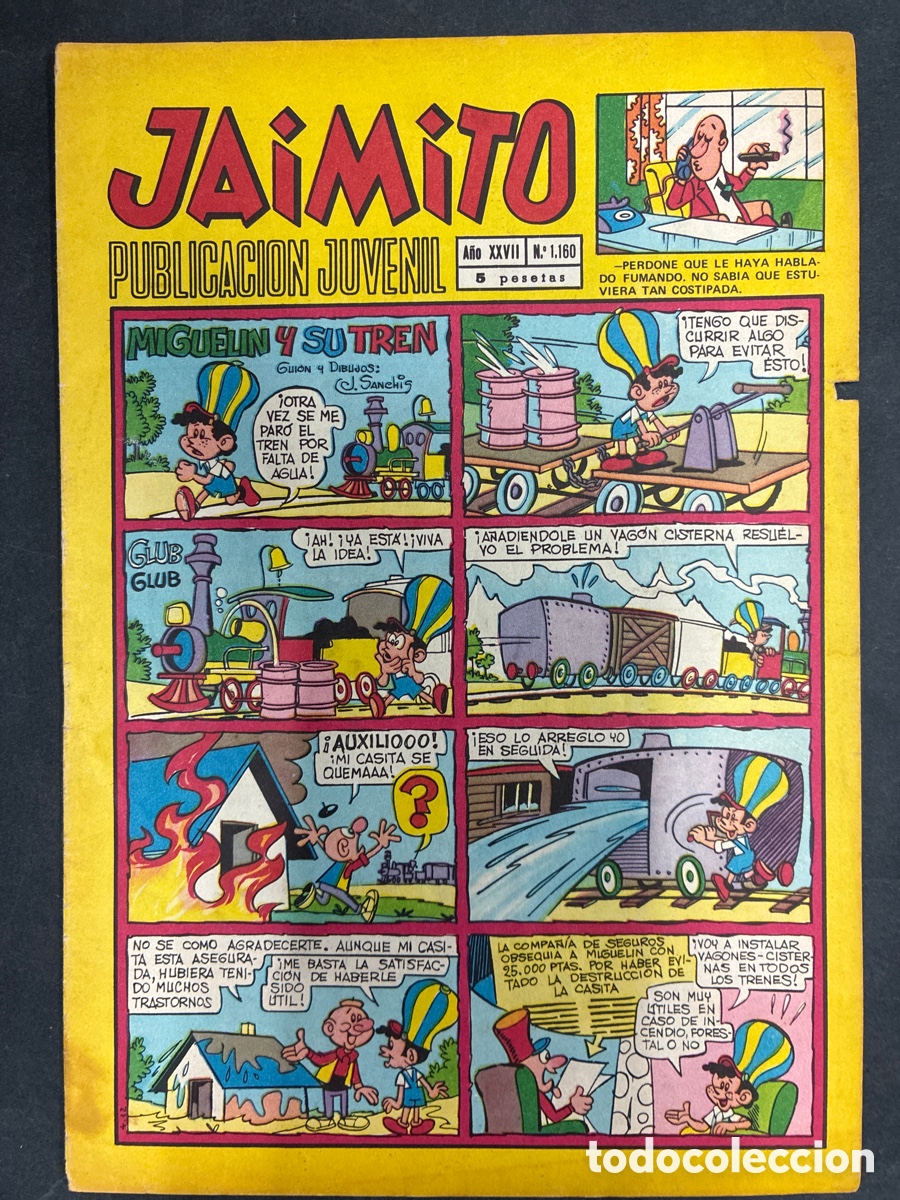 JAiMiTO
PUBLICACION JUVENIL
Año XXVII
N.º 1.160
5 pesetas
—PERDONE QUE LE HAYA HABLA-
DO FUMANDO. NO SABIA QUE ESTU-
VIERA TAN COSTIPADA.
MIGUELIN Y SU TREN
GUIÓN Y DIBUJOS:
J. SANCHIS
¡OTRA
VEZ SE ME
PARÓ EL
TREN POR
FALTA DE
AGUA!
¡TENGO QUE DIS-
CURRIR ALGO
PARA EVITAR
ÉSTO!
GLUB
GLUB
¡AH! ¡YA ESTÁ! ¡VIVA
LA IDEA!
¡AÑADIENDOLE UN VAGÓN CISTERNA RESUEL-
VO EL PROBLEMA!
¡AUXILIOOO!
¡MI CASITA SE
QUEMAAA!
?
¡ESO LO ARREGLO YO
EN SEGUIDA!
NO SE COMO AGRADECERTE. AUNQUE MI CASI-
TA ESTA ASEGURA-
DA, HUBIERA TENI-
DO MUCHOS
TRASTORNOS
¡ME BASTA LA SATISFAC-
CIÓN DE HABERLE
SIDO
ÚTIL!
LA COMPAÑÍA DE SEGUROS
OBSEQUIA A MIGUELIN CON
25.000 PTAS. POR HABER EVI-
TADO LA DESTRUCCIÓN DE
LA CASITA
¡VOY A INSTALAR
VAGONES-CISTER-
NAS EN TODOS
LOS TRENES!
SON MUY
ÚTILES EN
CASO DE IN-
CENDIO, FORES-
TAL O NO
todocoleccion